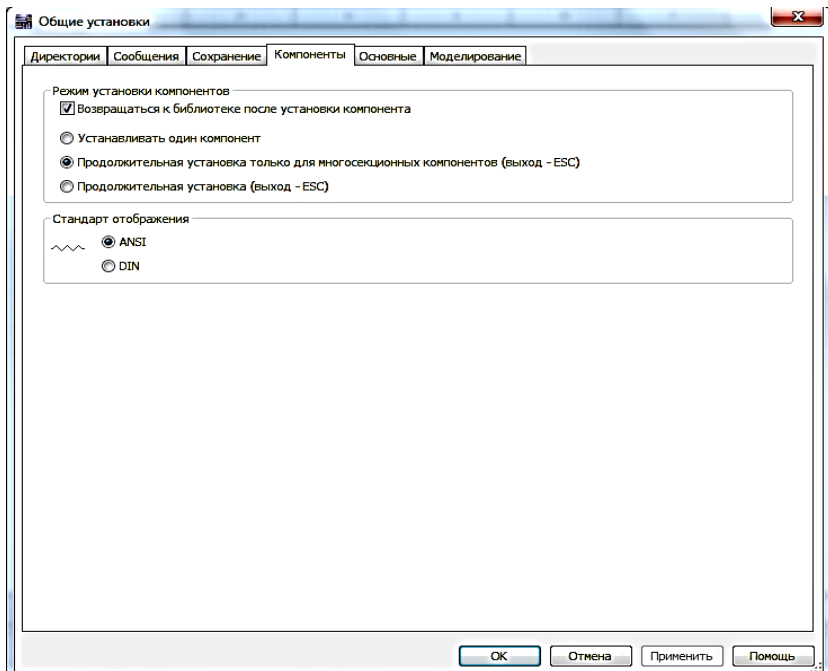 Общие установки
Директории Сообщения Сохранение Компоненты Основные Моделирование
Режим установки компонентов
Возвращаться к библиотеке после установки компонента
Устанавливать один компонент
Продолжительная установка только для многосекционных компонентов (выход - ESC)
Продолжительная установка (выход - ESC)
Стандарт отображения
ANSI
DIN
OK Отмена Применить Помощь